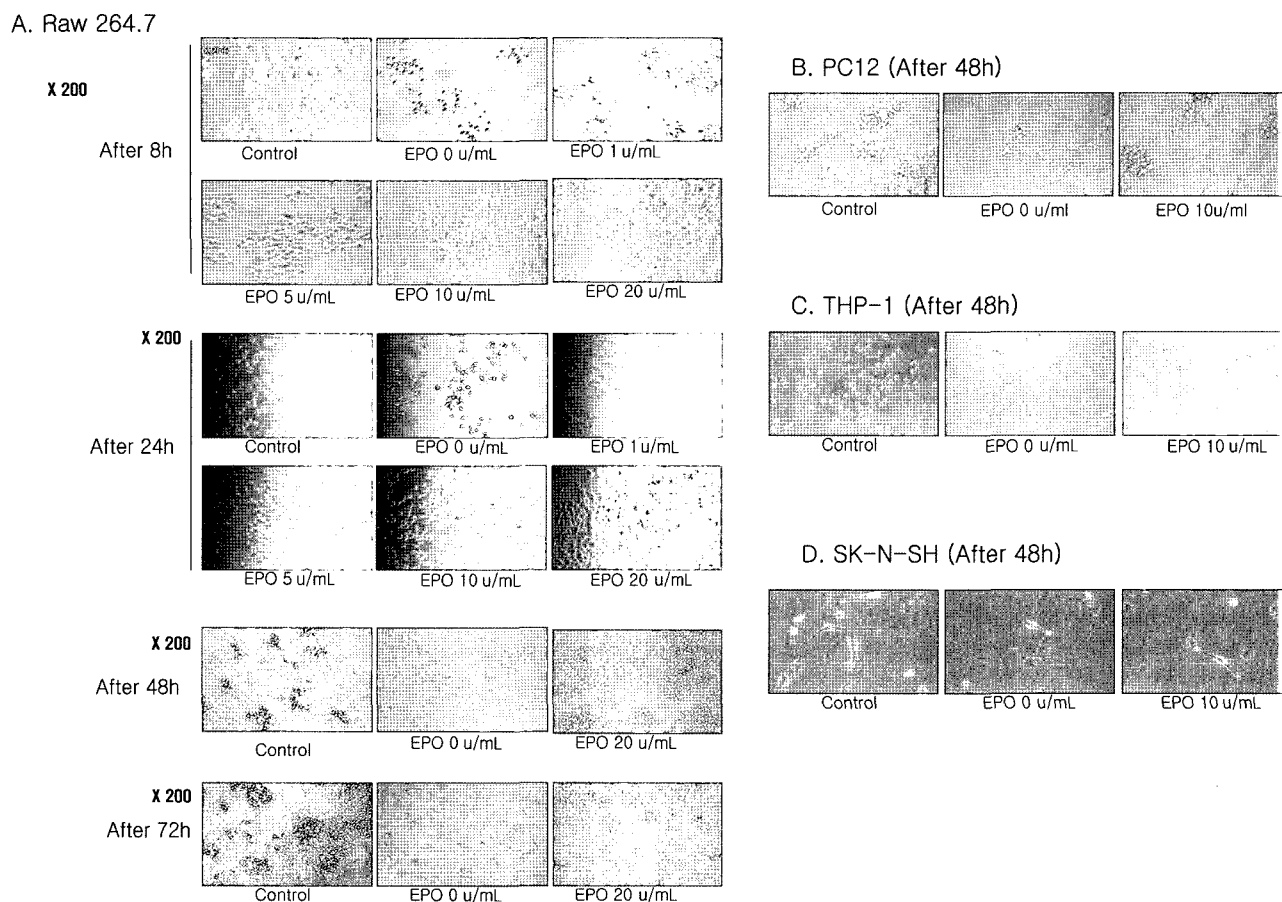 A. Raw 264.7
X 200
After 8h
Control
EPO 0 u/mL
EPO 1 u/mL
EPO 5 u/mL
EPO 10 u/mL
EPO 20 u/mL
X 200
After 24h
Control
EPO 0 u/mL
EPO 1 u/mL
EPO 5 u/mL
EPO 10 u/mL
EPO 20 u/mL
X 200
After 48h
Control
EPO 0 u/mL
EPO 20 u/mL
X 200
After 72h
Control
EPO 0 u/mL
EPO 20 u/mL
B. PC12 (After 48h)
Control
EPO 0 u/ml
EPO 10u/ml
C. THP-1 (After 48h)
Control
EPO 0 u/mL
EPO 10 u/mL
D. SK-N-SH (After 48h)
Control
EPO 0 u/mL
EPO 10 u/mL